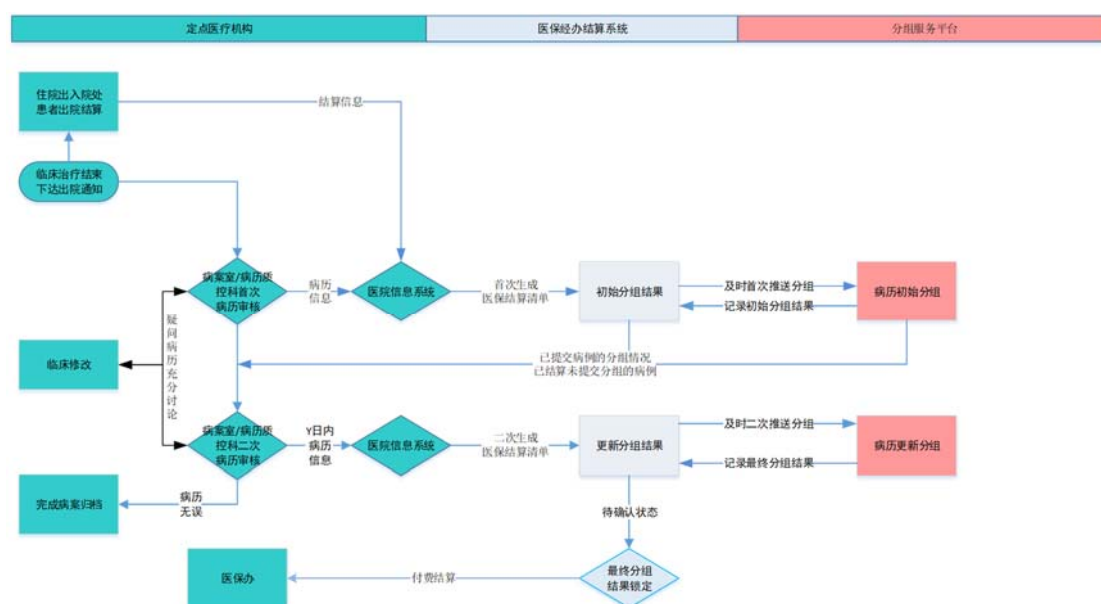 定点医疗机构
医保经办结算系统
分组服务平台
住院出入院处
患者出院结算
结算信息
临床治疗结束
下达出院通知
病案室/病历质
控科首次
病历审核
病历
信息
医院信息系统
首次生成
医保结算清单
初始分组结果
及时首次推送分组
记录初始分组结果
病历初始分组
疑问病历充分讨论
临床修改
已提交病例的分组情况
已结算未提交分组的病例
病案室/病历质
控科二次
病历审核
Y日内
病历
信息
医院信息系统
二次生成
医保结算清单
更新分组结果
及时二次推送分组
记录最终分组结果
病历更新分组
完成病案归档
病历
无误
待确认状态
医保办
付费结算
最终分组
结果锁定